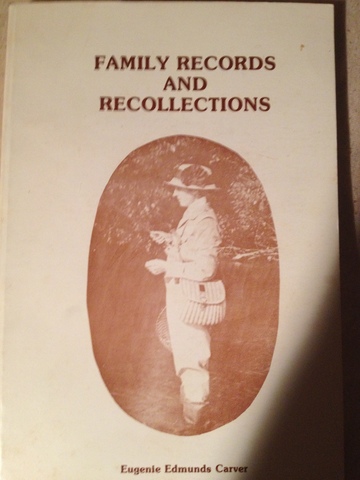 FAMILY RECORDS
AND
RECOLLECTIONS
Eugenie Edmunds Carver